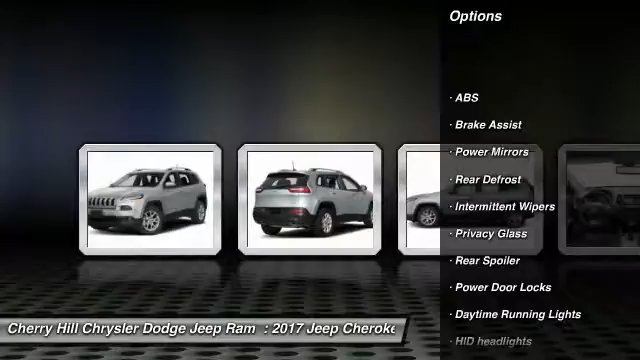 Options
· ABS
· Brake Assist
· Power Mirrors
· Rear Defrost
· Intermittent Wipers
· Privacy Glass
· Rear Spoiler
· Power Door Locks
· Daytime Running Lights
· HID headlights
Cherry Hill Chrysler Dodge Jeep Ram : 2017 Jeep Cheroke